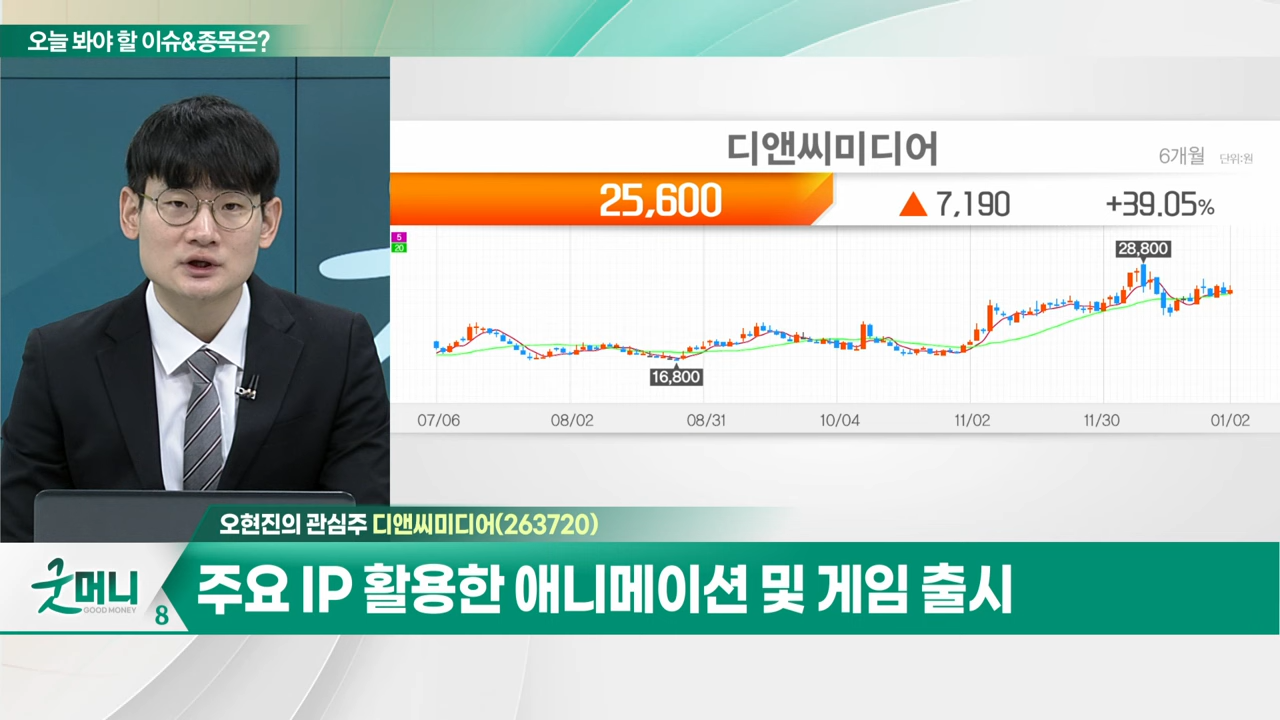 오늘 봐야 할 이슈&종목은?
디앤씨미디어
6개월 단위:원
25,600 ▲ 7,190 +39.05%
5
20
28,800
16,800
07/06 08/02 08/31 10/04 11/02 11/30 01/02
오현진의 관심주 디앤씨미디어(263720)
굿머니
GOOD MONEY
8
주요 IP 활용한 애니메이션 및 게임 출시